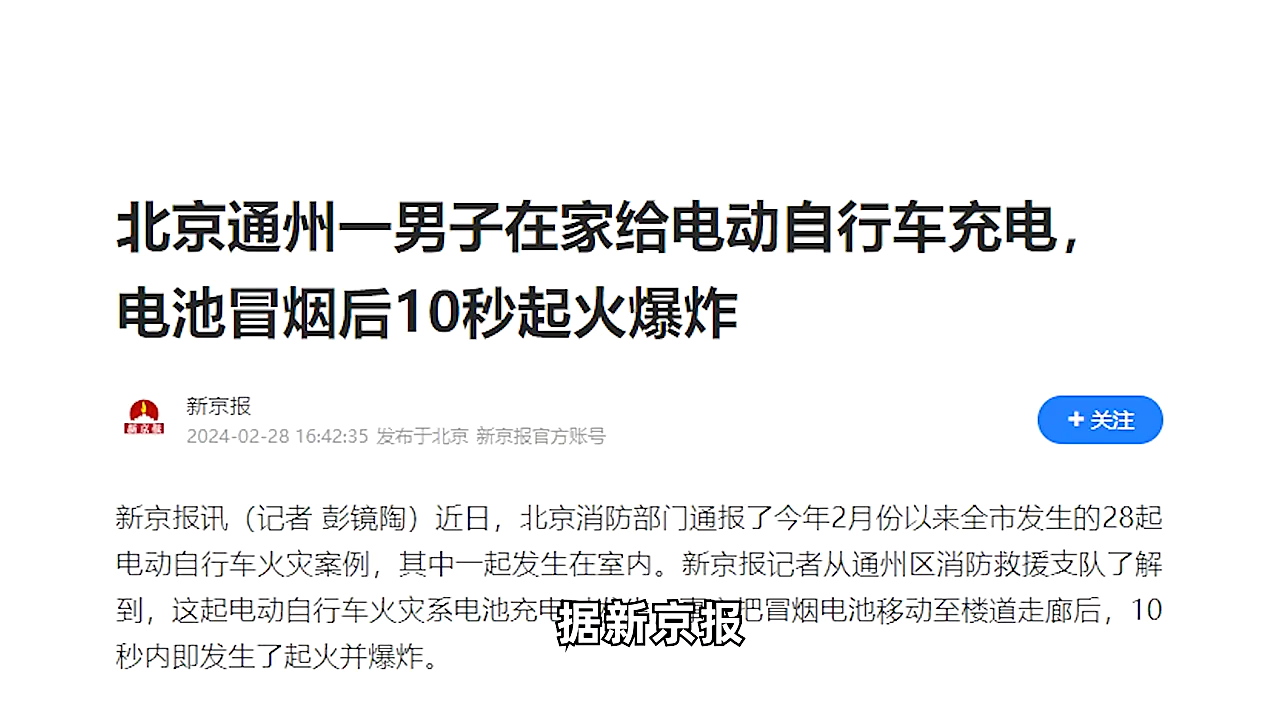 北京通州一男子在家给电动自行车充电，
电池冒烟后10秒起火爆炸
新京报
2024-02-28 16:42:35 发布于北京 新京报官方账号
+ 关注
新京报讯（记者 彭镜陶）近日，北京消防部门通报了今年2月份以来全市发生的28起
电动自行车火灾案例，其中一起发生在室内。新京报记者从通州区消防救援支队了解
到，这起电动自行车火灾系电池充电 把冒烟电池移动至楼道走廊后，10
秒内即发生了起火并爆炸。
据新京报